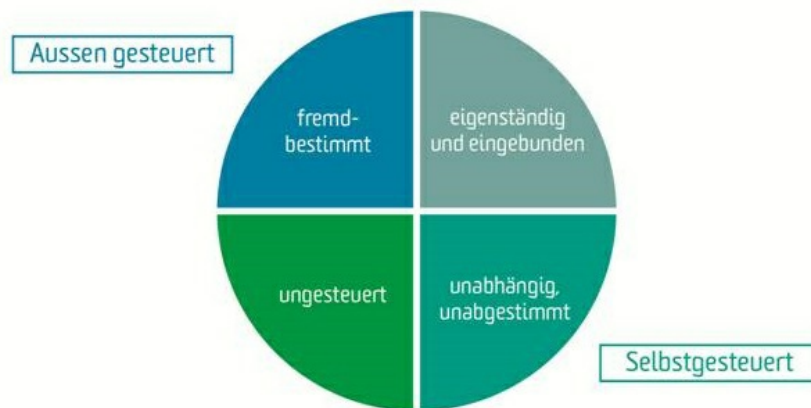 Aussen gesteuert
fremd-
bestimmt
eigenständig
und eingebunden
ungesteuert
unabhängig,
unabgestimmt
Selbstgesteuert